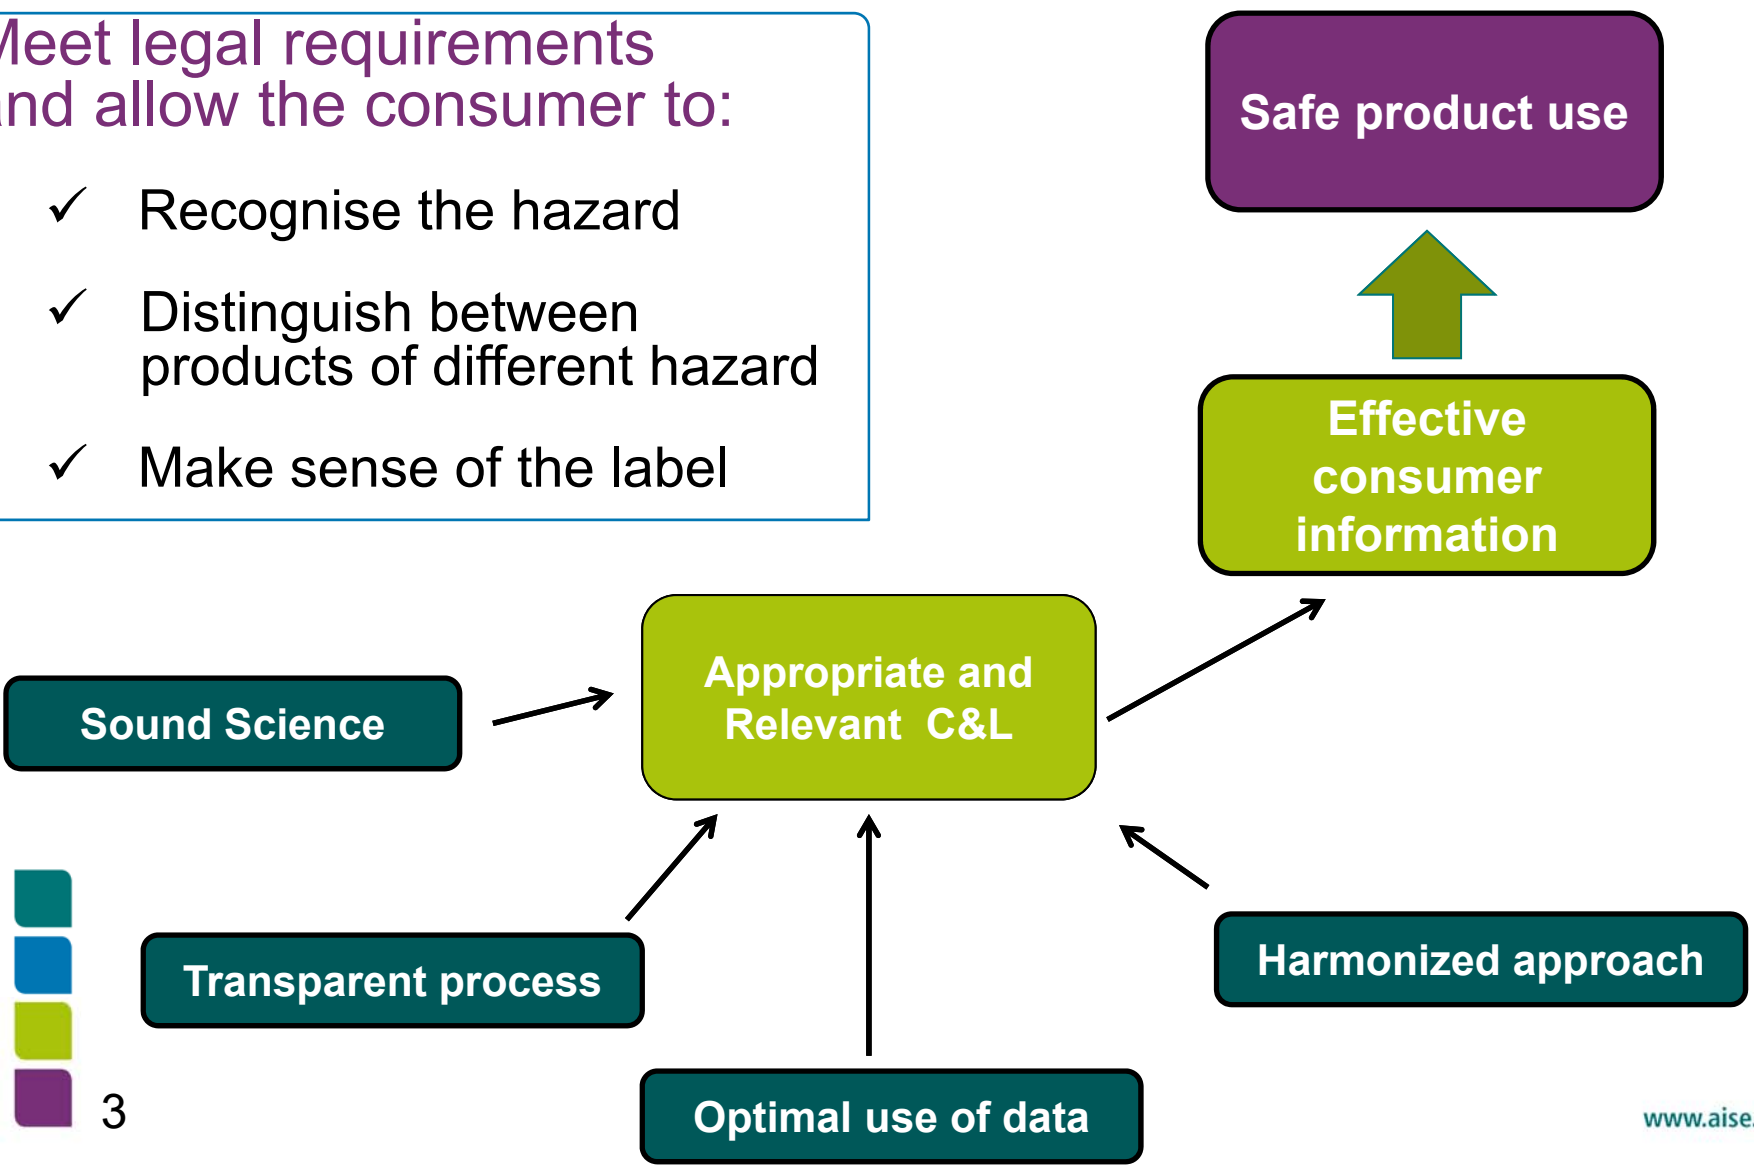 Meet legal requirements
and allow the consumer to:
✓ Recognise the hazard
✓ Distinguish between
products of different hazard
✓ Make sense of the label
Safe product use
Effective
consumer
information
Appropriate and
Relevant C&L
Sound Science
Transparent process
Harmonized approach
Optimal use of data
3
www.aise.